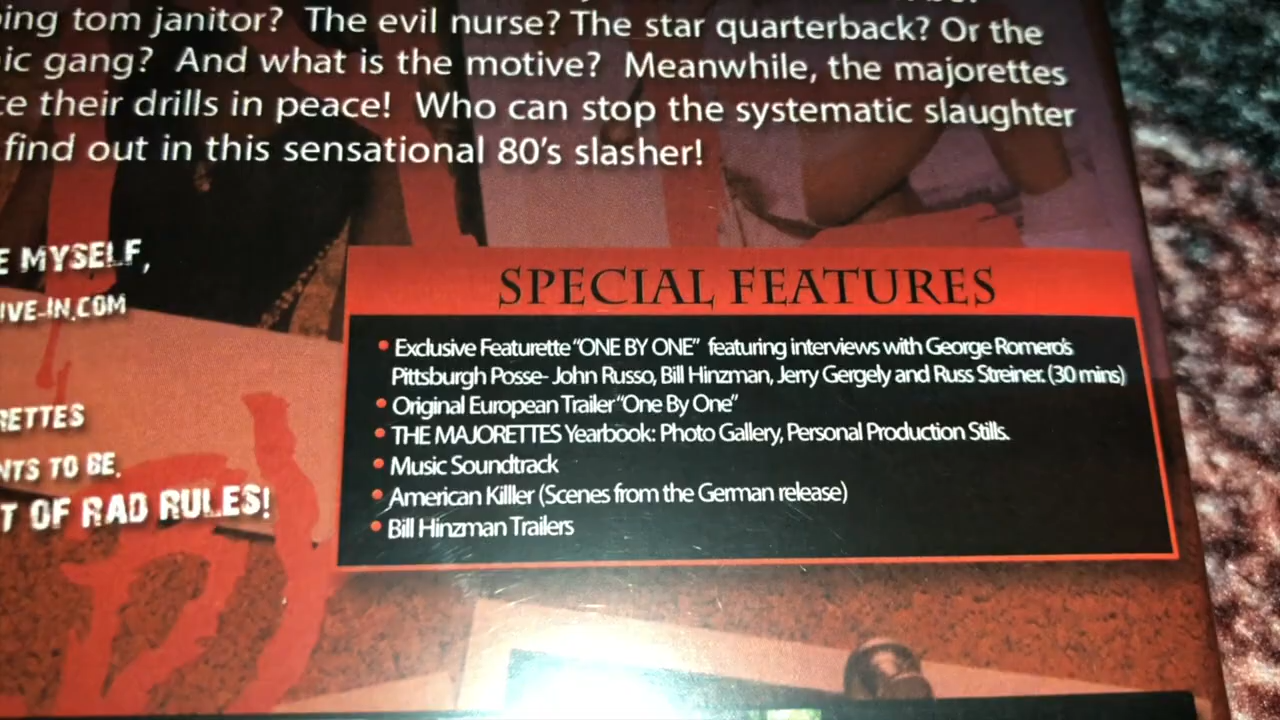 ing tom janitor? The evil nurse? The star quarterback? Or the
ic gang? And what is the motive? Meanwhile, the majorettes
ce their drills in peace! Who can stop the systematic slaughter
find out in this sensational 80's slasher!
E MYSELF,
IVE-IN.COM
RETTES
NTS TO BE.
T OF RAD RULES!
SPECIAL FEATURES
• Exclusive Featurette "ONE BY ONE" featuring interviews with George Romero's
Pittsburgh Posse- John Russo, Bill Hinzman, Jerry Gergely and Russ Streiner. (30 mins)
• Original European Trailer "One By One"
• THE MAJORETTES Yearbook: Photo Gallery, Personal Production Stills.
• Music Soundtrack
• American Killler (Scenes from the German release)
• Bill Hinzman Trailers